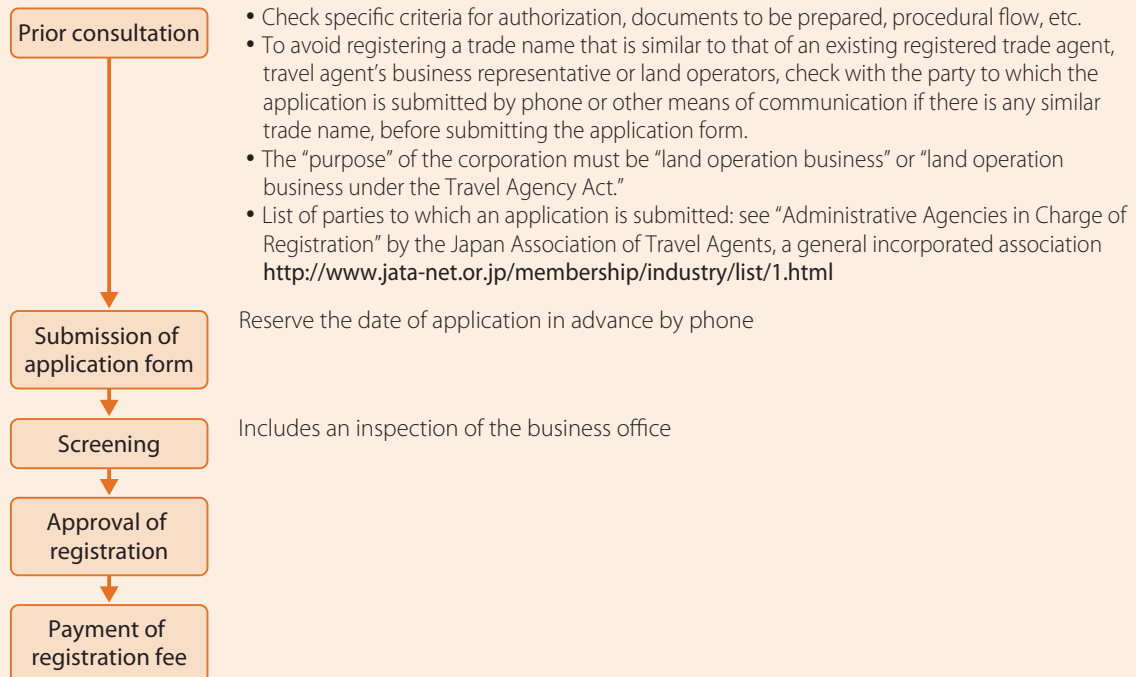 Prior consultation
• Check specific criteria for authorization, documents to be prepared, procedural flow, etc.
• To avoid registering a trade name that is similar to that of an existing registered trade agent,
travel agent’s business representative or land operators, check with the party to which the
application is submitted by phone or other means of communication if there is any similar
trade name, before submitting the application form.
• The “purpose” of the corporation must be “land operation business” or “land operation
business under the Travel Agency Act.”
• List of parties to which an application is submitted: see “Administrative Agencies in Charge of
Registration” by the Japan Association of Travel Agents, a general incorporated association
http://www.jata-net.or.jp/membership/industry/list/1.html
Submission of
application form
Reserve the date of application in advance by phone
Screening
Includes an inspection of the business office
Approval of
registration
Payment of
registration fee